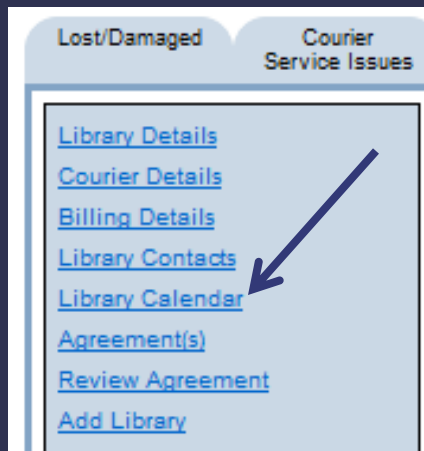 Lost/Damaged
Courier
Service Issues
Library Details
Courier Details
Billing Details
Library Contacts
Library Calendar
Agreement(s)
Review Agreement
Add Library